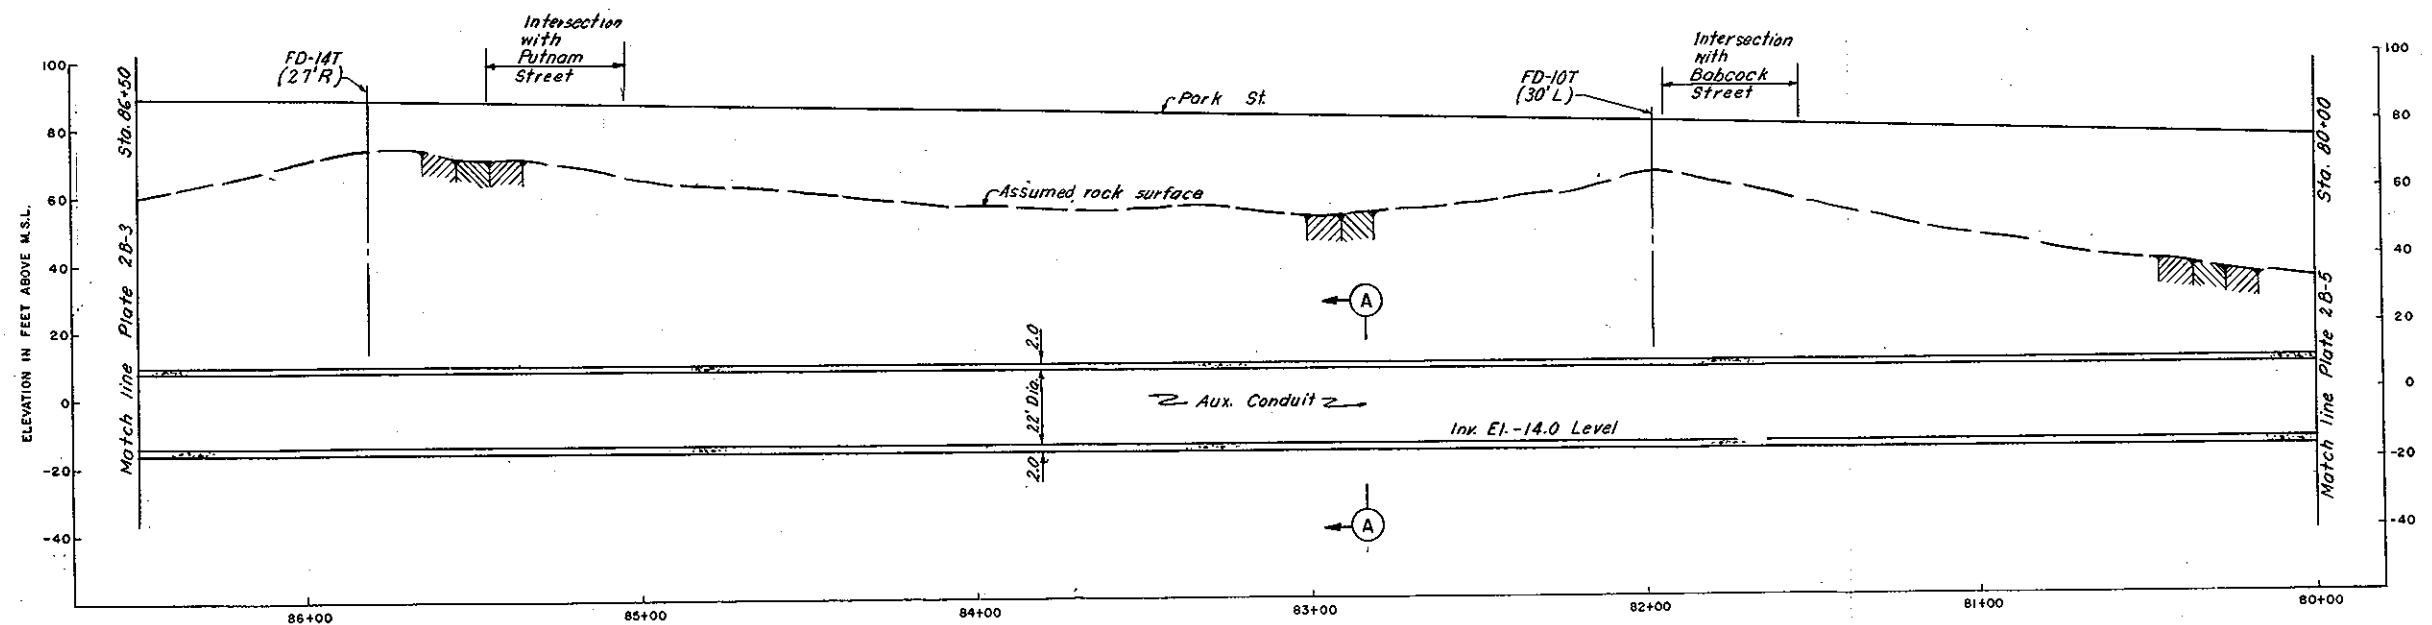 Intersection
with
Putnam
Street
FD-14T
(27'R)
Intersection
with
Babcock
Street
FD-10T
(30'L)
Park St.
Assumed rock surface
ELEVATION IN FEET ABOVE M.S.L.
100
80
60
40
20
0
-20
-40
Match line Plate 2B-3 Sta. 86+50
A
2.0
22' Dia.
2.0
Aux. Conduit
Inv. El. -14.0 Level
A
Match line Plate 2B-5 Sta. 80+00
100
80
60
40
20
0
-20
-40
86+00
85+00
84+00
83+00
82+00
81+00
80+00